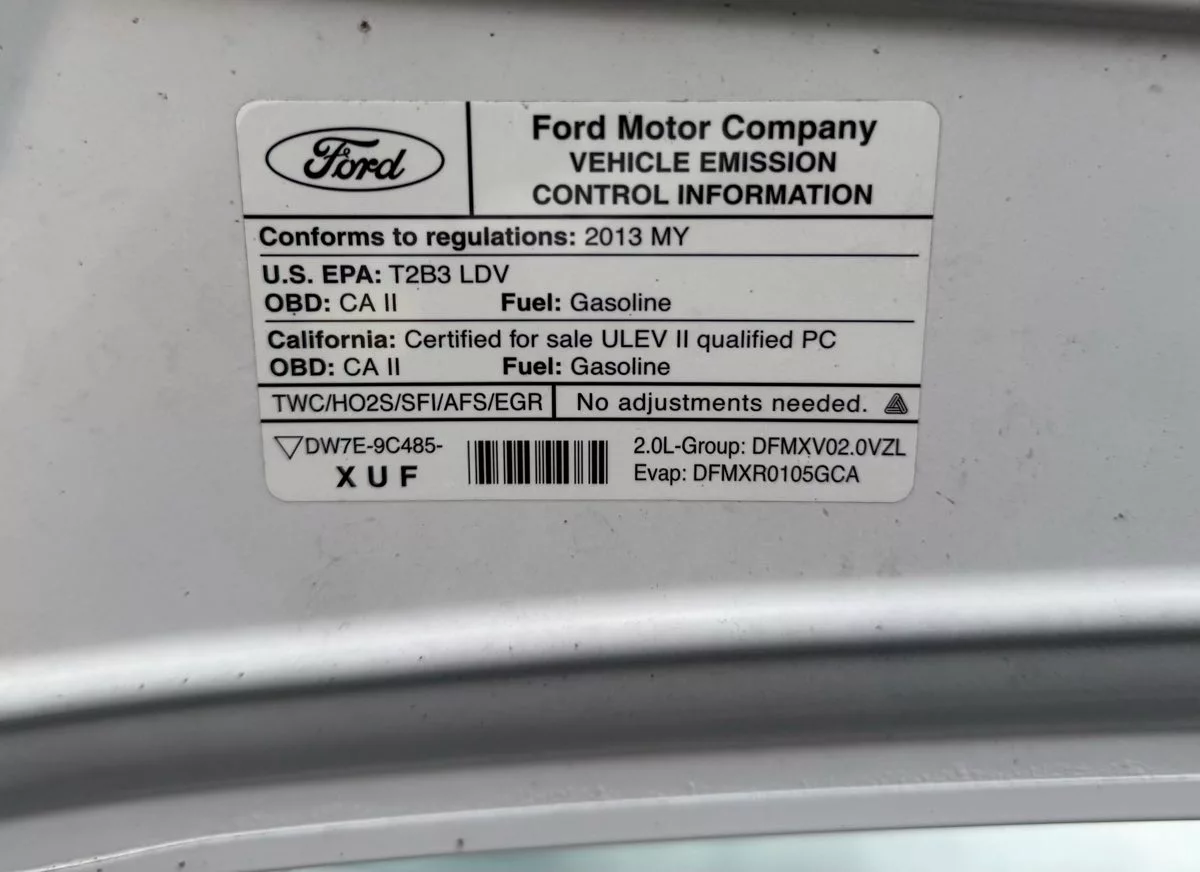 Ford
Ford Motor Company
VEHICLE EMISSION
CONTROL INFORMATION
Conforms to regulations: 2013 MY
U.S. EPA: T2B3 LDV
OBD: CA II Fuel: Gasoline
California: Certified for sale ULEV II qualified PC
OBD: CA II Fuel: Gasoline
TWC/HO2S/SFI/AFS/EGR No adjustments needed.
DW7E-9C485-
XUF
2.0L-Group: DFMXV02.0VZL
Evap: DFMXR0105GCA